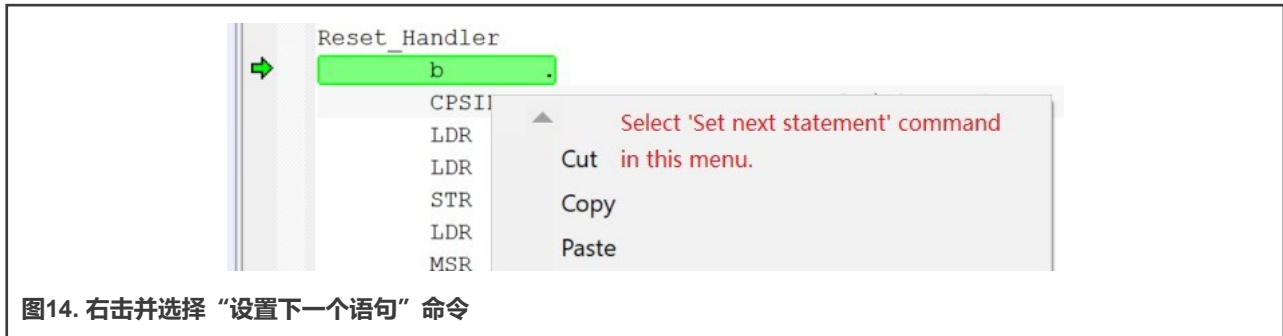 Reset_Handler
b .
CPSI
LDR
Select 'Set next statement' command
LDR
Cut in this menu.
STR
Copy
LDR
Paste
MSR
图14. 右击并选择“设置下一个语句”命令